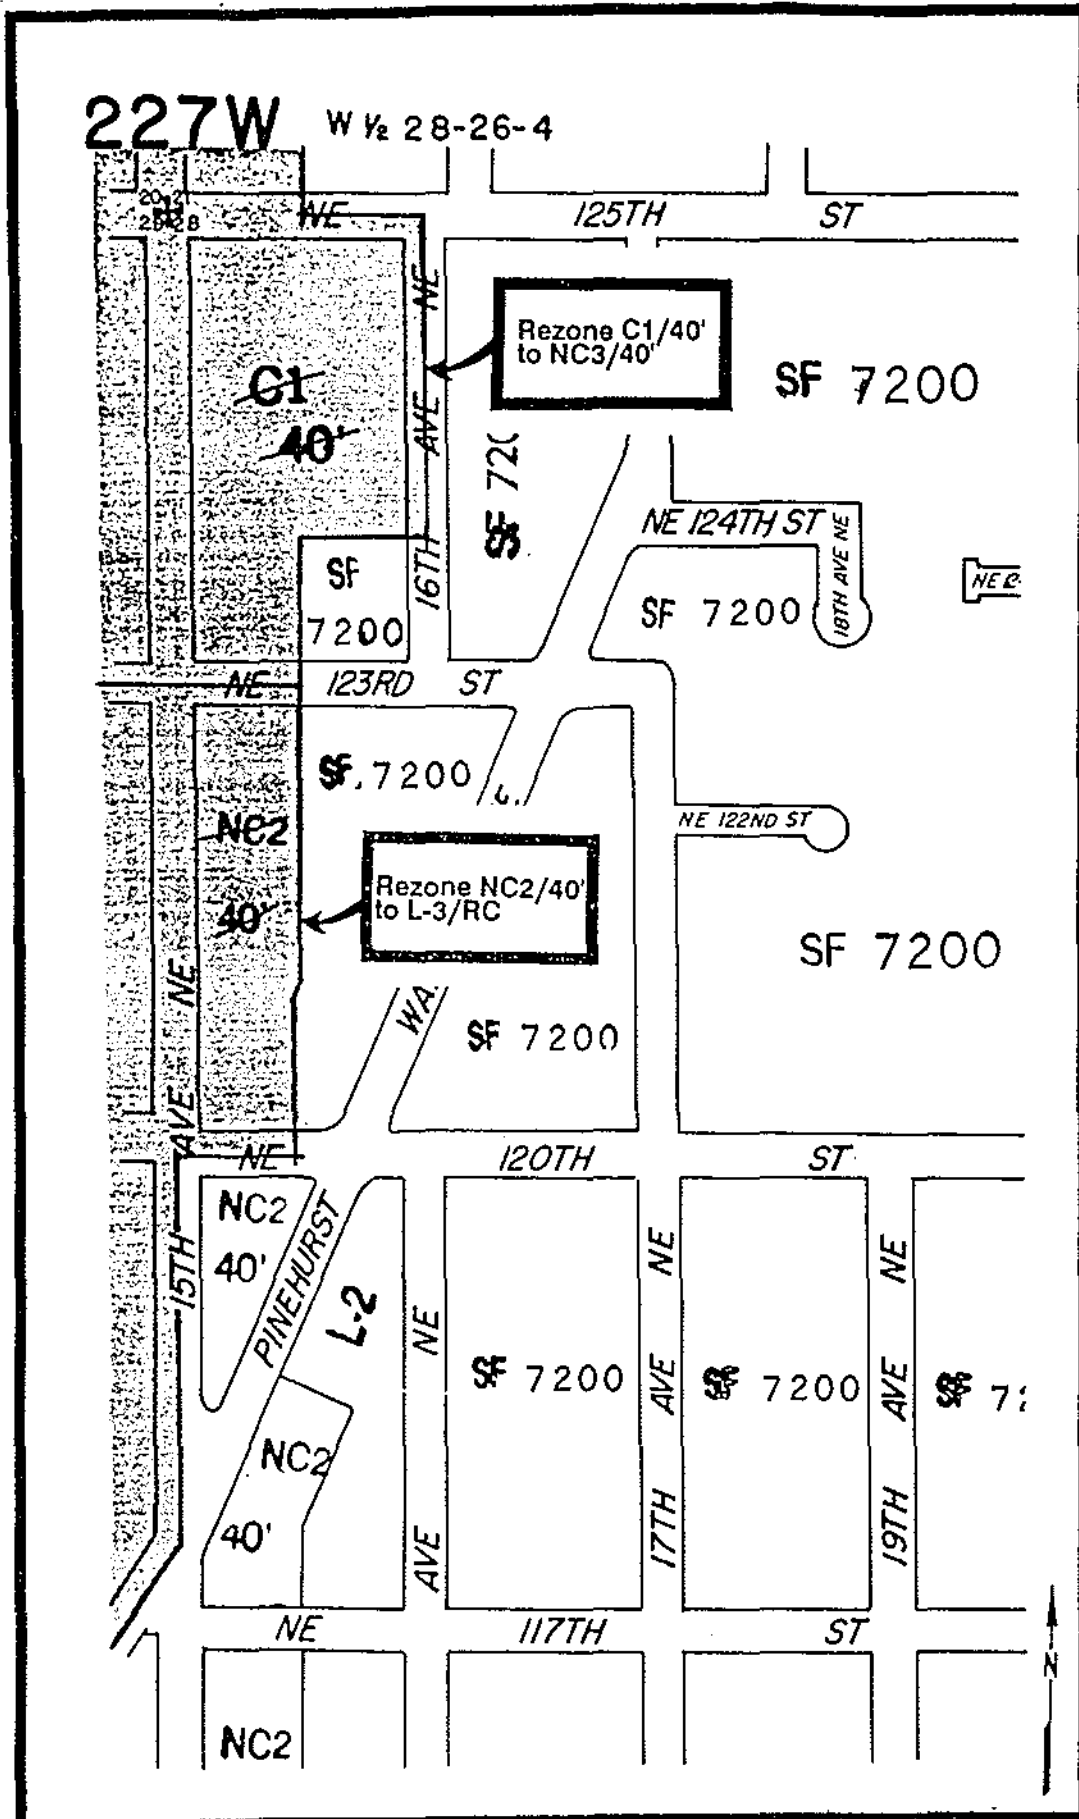 227W
W ½ 28-26-4
NE 125TH ST
Rezone C1/40'
to NC3/40'
SF 7200
C1
40'
16TH AVE NE
SF 720
NE 124TH ST
18TH AVE NE
SF 7200
SF
7200
NE 123RD ST
SF 7200
NE 122ND ST
NC2
40'
Rezone NC2/40'
to L-3/RC
SF 7200
WA
SF 7200
15TH AVE NE
NE 120TH ST
NC2
40'
PINEHURST
L-2
AVE NE
SF 7200
17TH AVE NE
SF 7200
19TH AVE NE
NC2
40'
NE 117TH ST
N
NC2